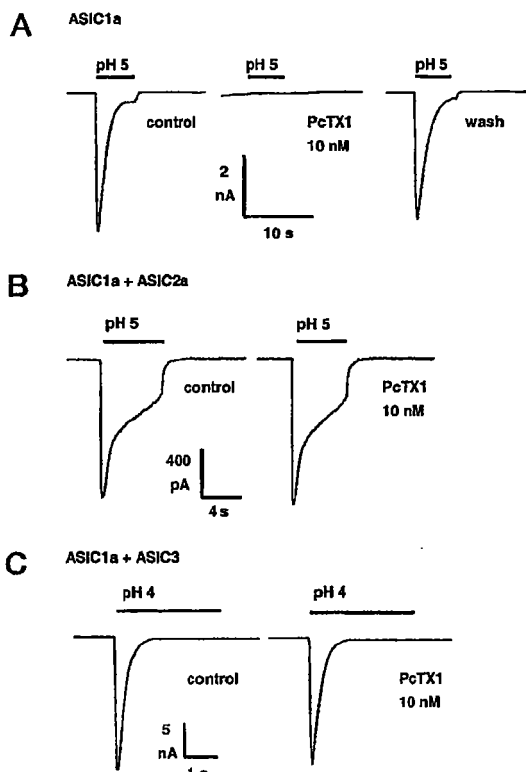 A ASIC1a
pH 5 pH 5 pH 5
control PcTX1 wash
10 nM
2
nA
10 s
B ASIC1a + ASIC2a
pH 5 pH 5
control PcTX1
10 nM
400
pA
4 s
C ASIC1a + ASIC3
pH 4 pH 4
control PcTX1
10 nM
5
nA
1 s